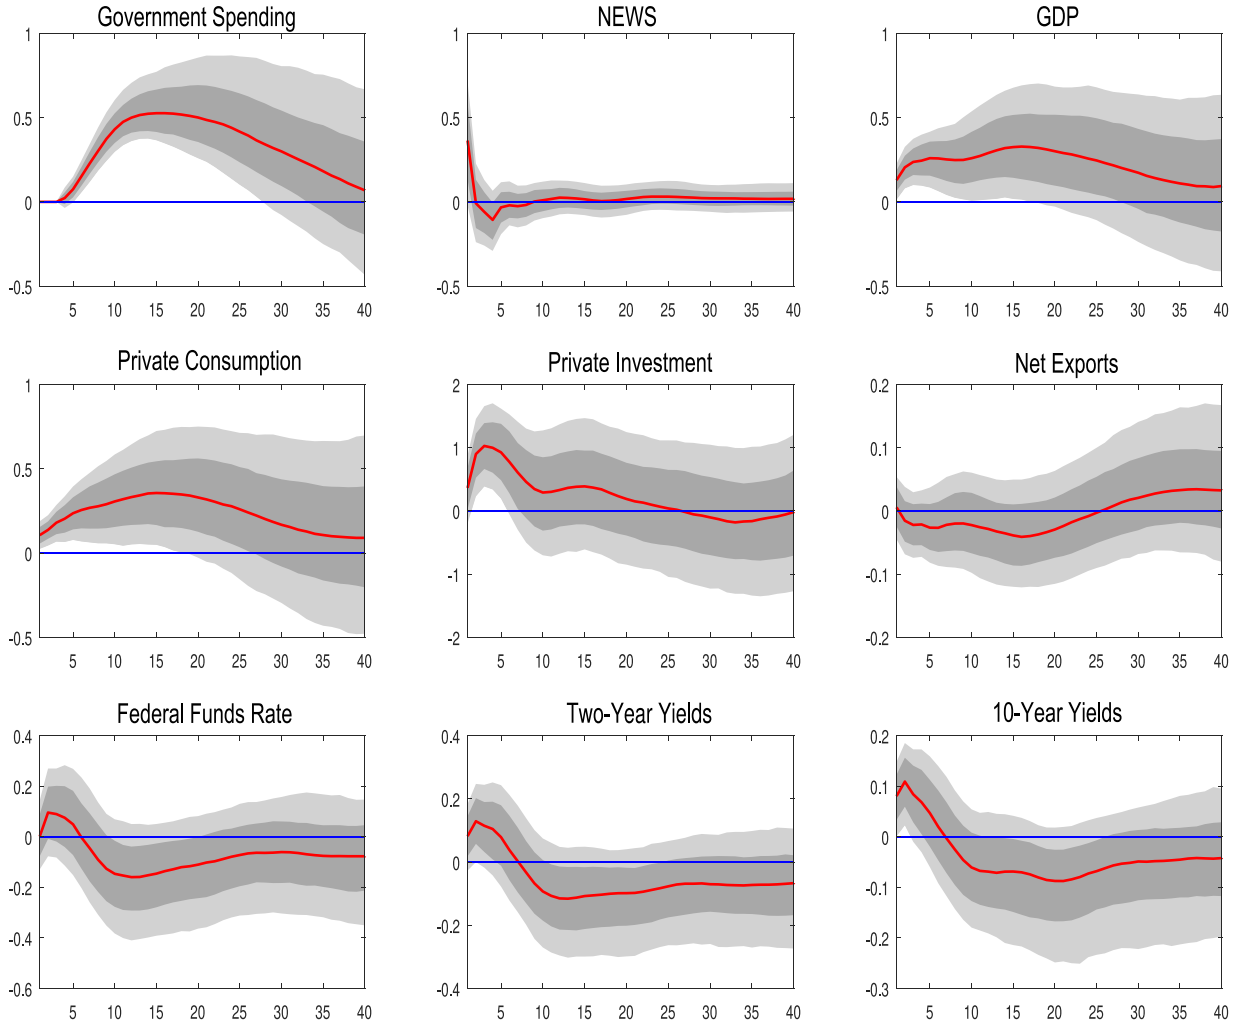 Government Spending NEWS GDP
1 1 1
0.5 0.5 0.5
0 0 0
-0.5 -0.5 -0.5
5 10 15 20 25 30 35 40 5 10 15 20 25 30 35 40 5 10 15 20 25 30 35 40
Private Consumption Private Investment Net Exports
1 2 0.2
0.5 1 0.1
0 0 0
-0.5 -1 -0.1
-2 -0.2
5 10 15 20 25 30 35 40 5 10 15 20 25 30 35 40 5 10 15 20 25 30 35 40
Federal Funds Rate Two-Year Yields 10-Year Yields
0.4 0.4 0.2
0.2 0.2 0.1
0 0 0
-0.2 -0.2 -0.1
-0.4 -0.4 -0.2
-0.6 -0.3
5 10 15 20 25 30 35 40 5 10 15 20 25 30 35 40 5 10 15 20 25 30 35 40